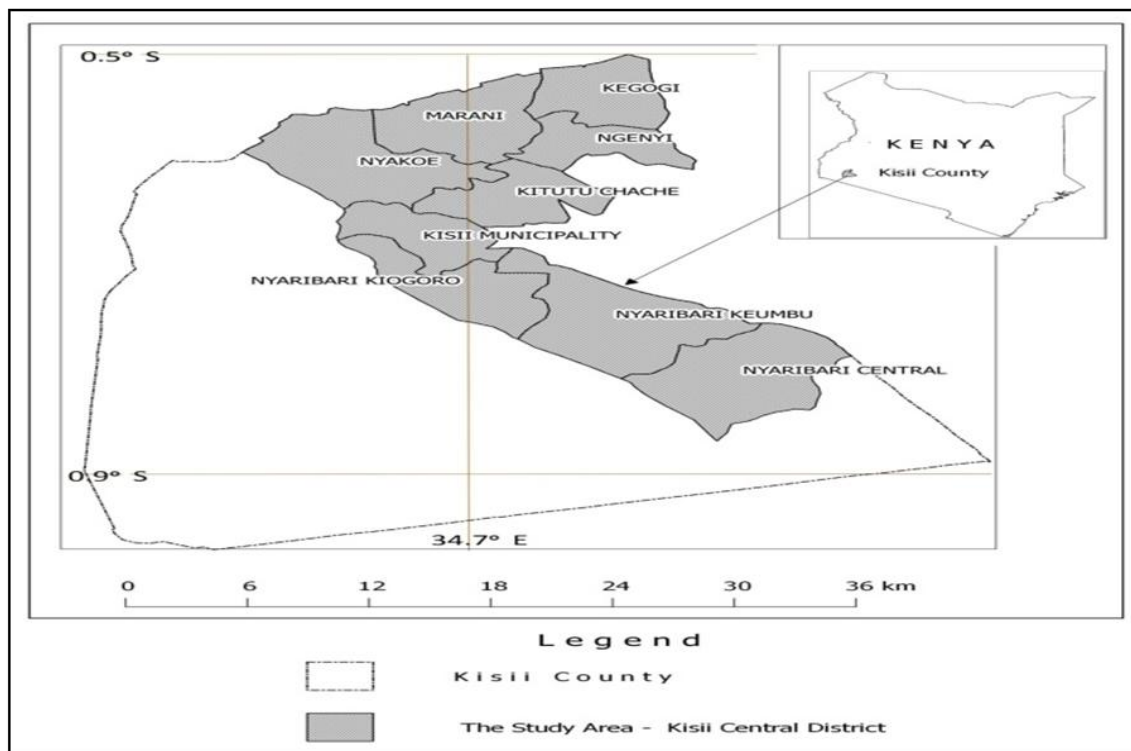 0.5° S
KEGOGI
MARANI
NGENYI
NYAKOE
KITUTU CHACHE
KISII MUNICIPALITY
NYARIBARI KIOGORO
NYARIBARI KEUMBU
NYARIBARI CENTRAL
KENYA
Kisii County
0.9° S
34.7° E
0 6 12 18 24 30 36 km
Legend
Kisii County
The Study Area - Kisii Central District